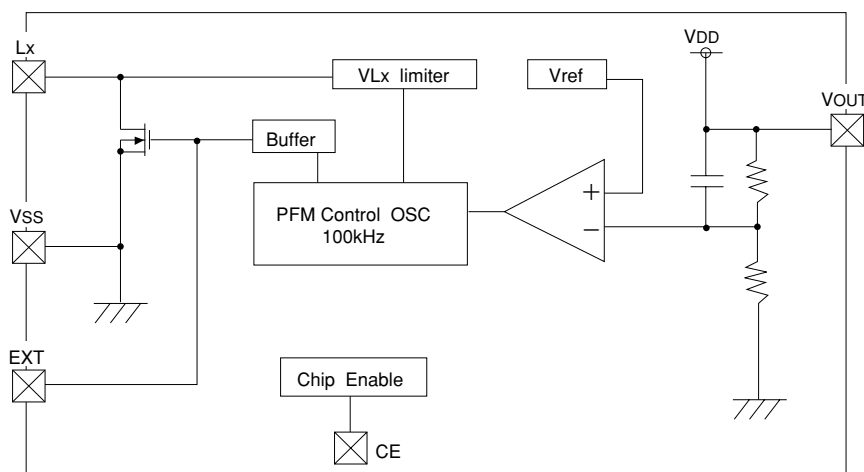 Lx
VDD
VLx limiter
Vref
VOUT
Buffer
+
PFM Control OSC
100kHz
−
VSS
EXT
Chip Enable
CE